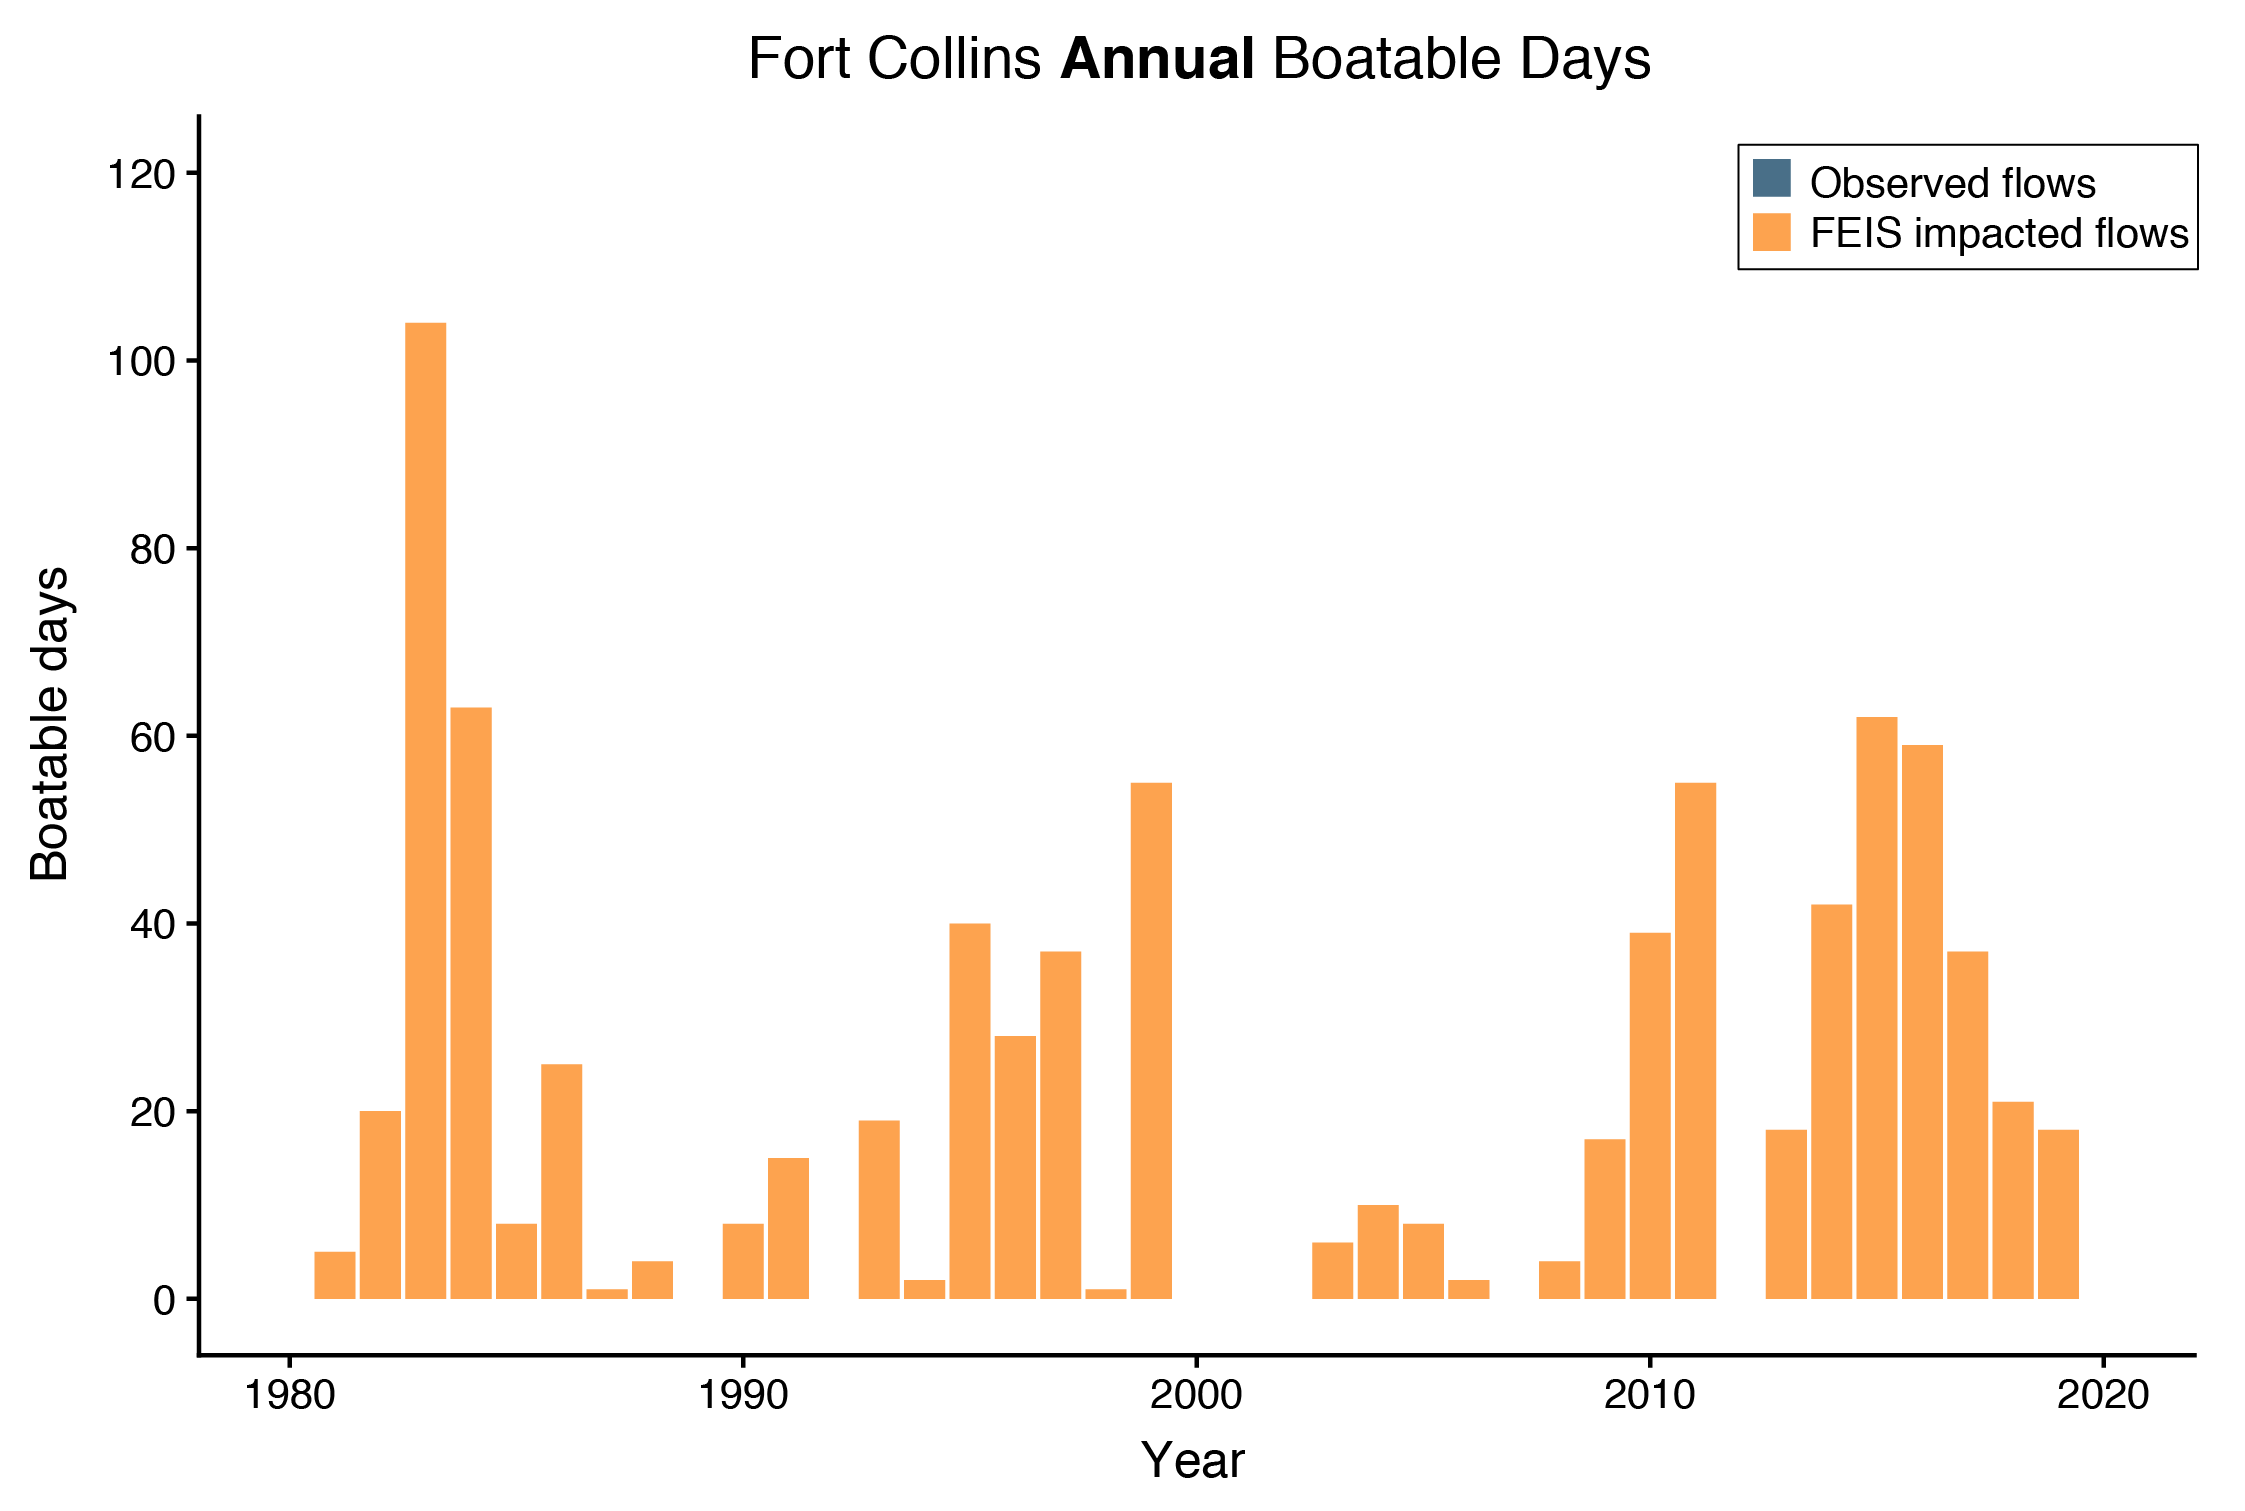 Fort Collins Annual Boatable Days
Observed flows
FEIS impacted flows
120
100
80
60
40
20
0
Boatable days
1980 1990 2000 2010 2020
Year